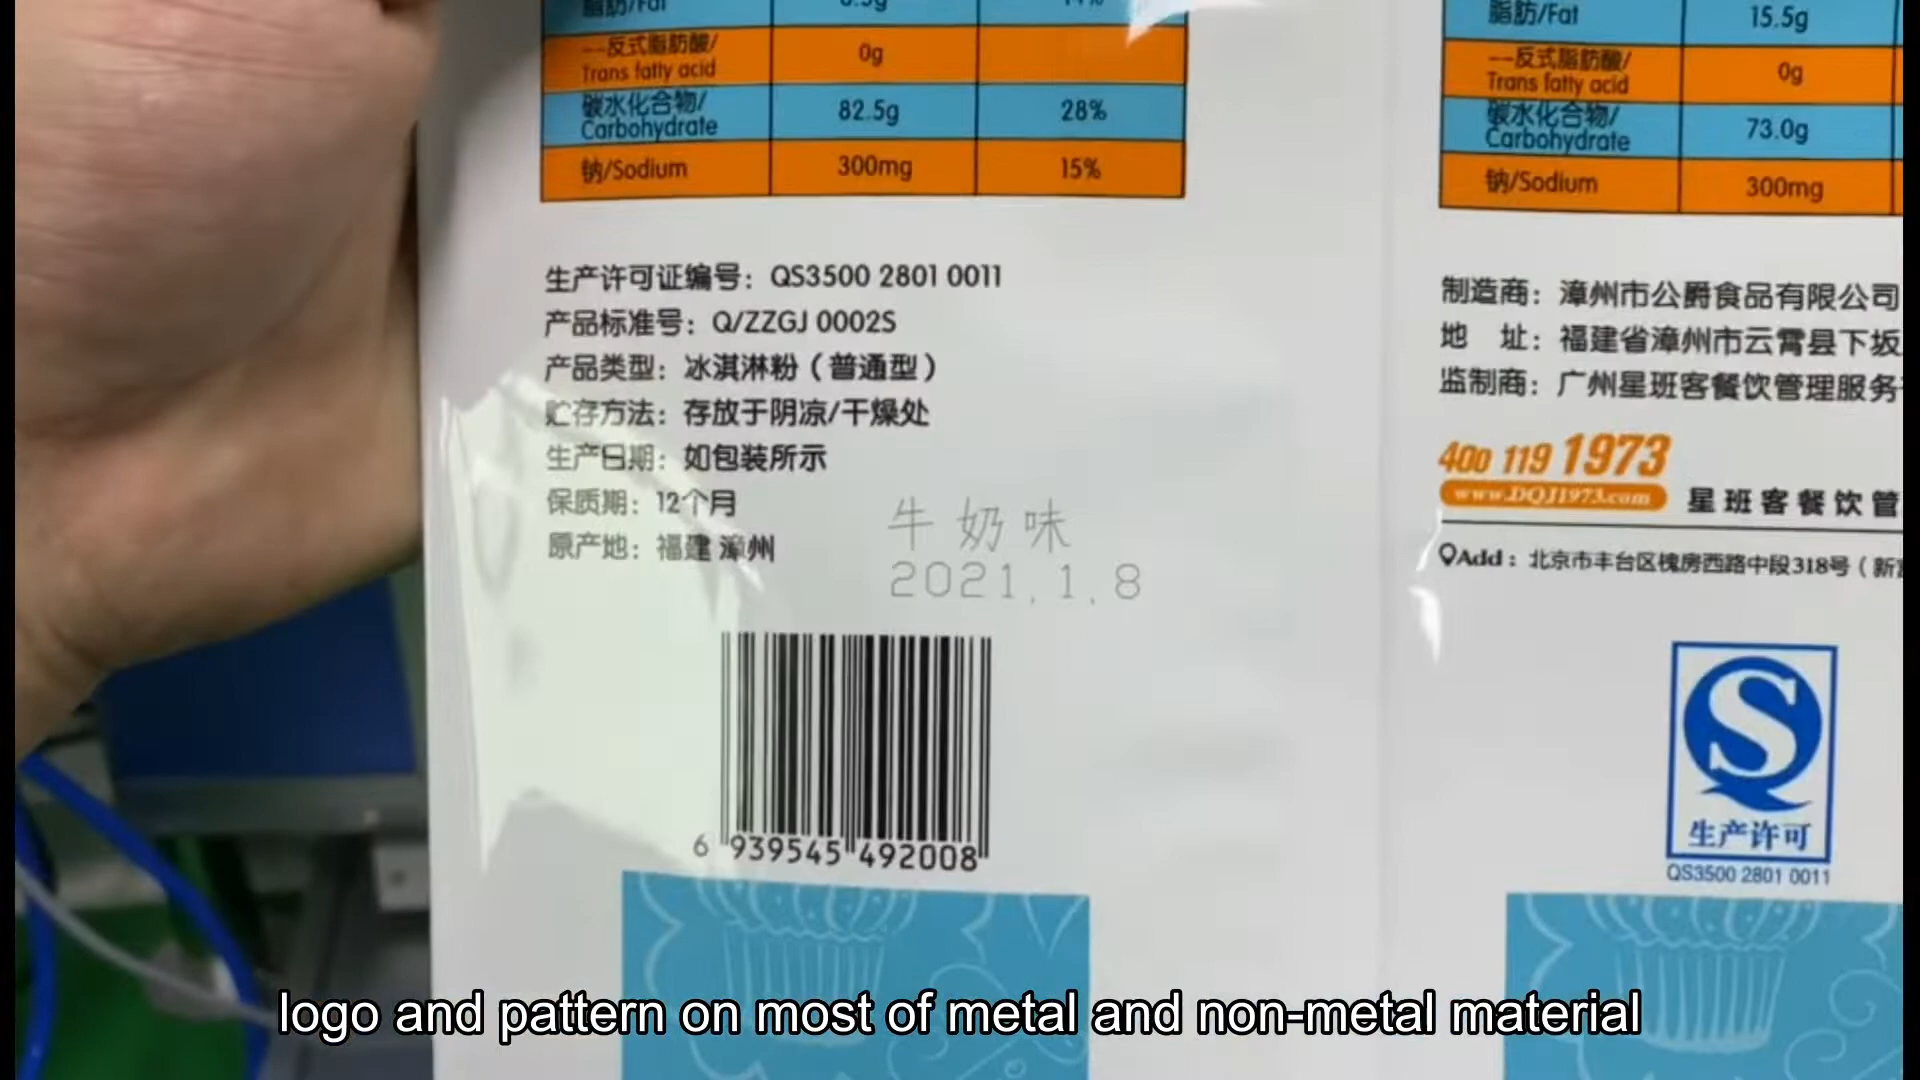 脂肪/Fat
--反式脂肪酸/ 0g
Trans fatty acid
碳水化合物/ 82.5g 28%
Carbohydrate
钠/Sodium 300mg 15%
生产许可证编号：QS3500 2801 0011
产品标准号：Q/ZZGJ 0002S
产品类型：冰淇淋粉（普通型）
贮存方法：存放于阴凉/干燥处
生产日期：如包装所示
保质期：12个月
原产地：福建 漳州
牛奶味
2021.1.8
6 939545 492008
脂肪/Fat 15.5g
--反式脂肪酸/ 0g
Trans fatty acid
碳水化合物/ 73.0g
Carbohydrate
钠/Sodium 300mg
制造商：漳州市公爵食品有限公司
地 址：福建省漳州市云霄县下坂
监制商：广州星班客餐饮管理服务
400 119 1973
www.DQJ1973.com 星班客餐饮管
Add：北京市丰台区槐房西路中段318号（新
生产许可
QS3500 2801 0011
logo and pattern on most of metal and non-metal material